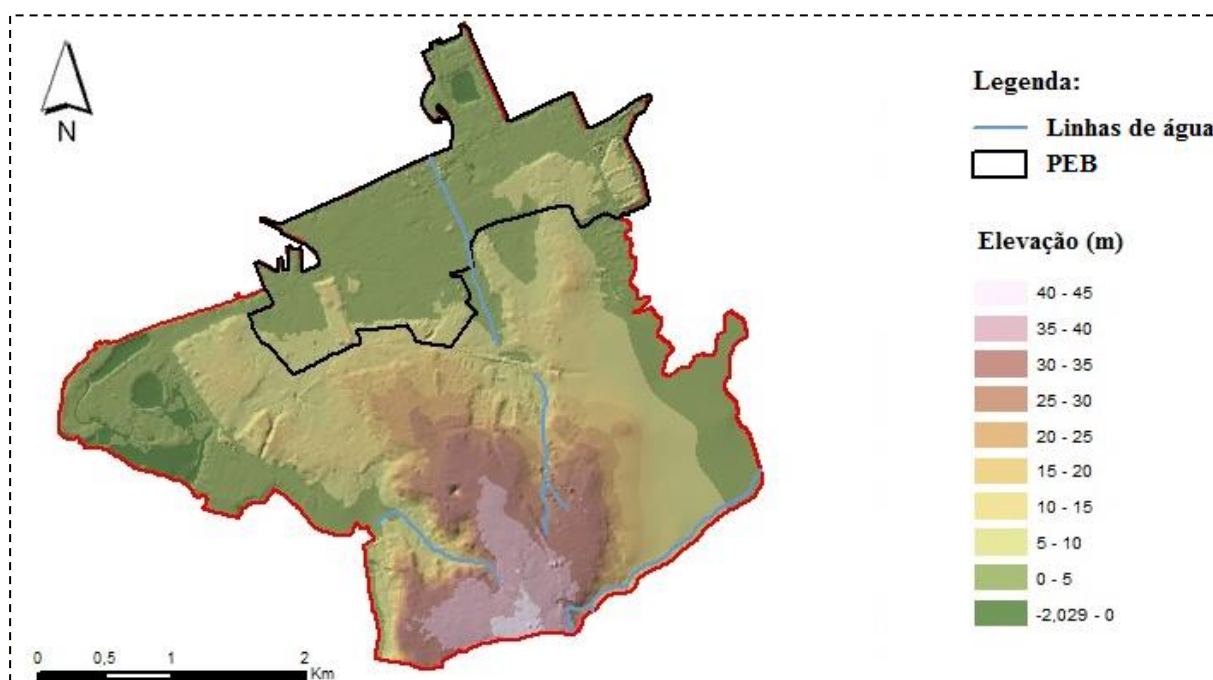 N
Legenda:
Linhas de água
PEB
Elevação (m)
40 - 45
35 - 40
30 - 35
25 - 30
20 - 25
15 - 20
10 - 15
5 - 10
0 - 5
-2,029 - 0
0 0,5 1 2
Km